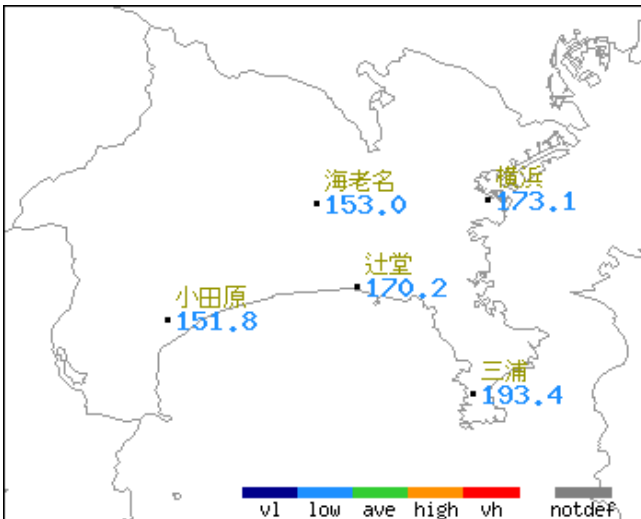 海老名
153.0
横浜
173.1
辻堂
170.2
小田原
151.8
三浦
193.4
vl low ave high vh notdef